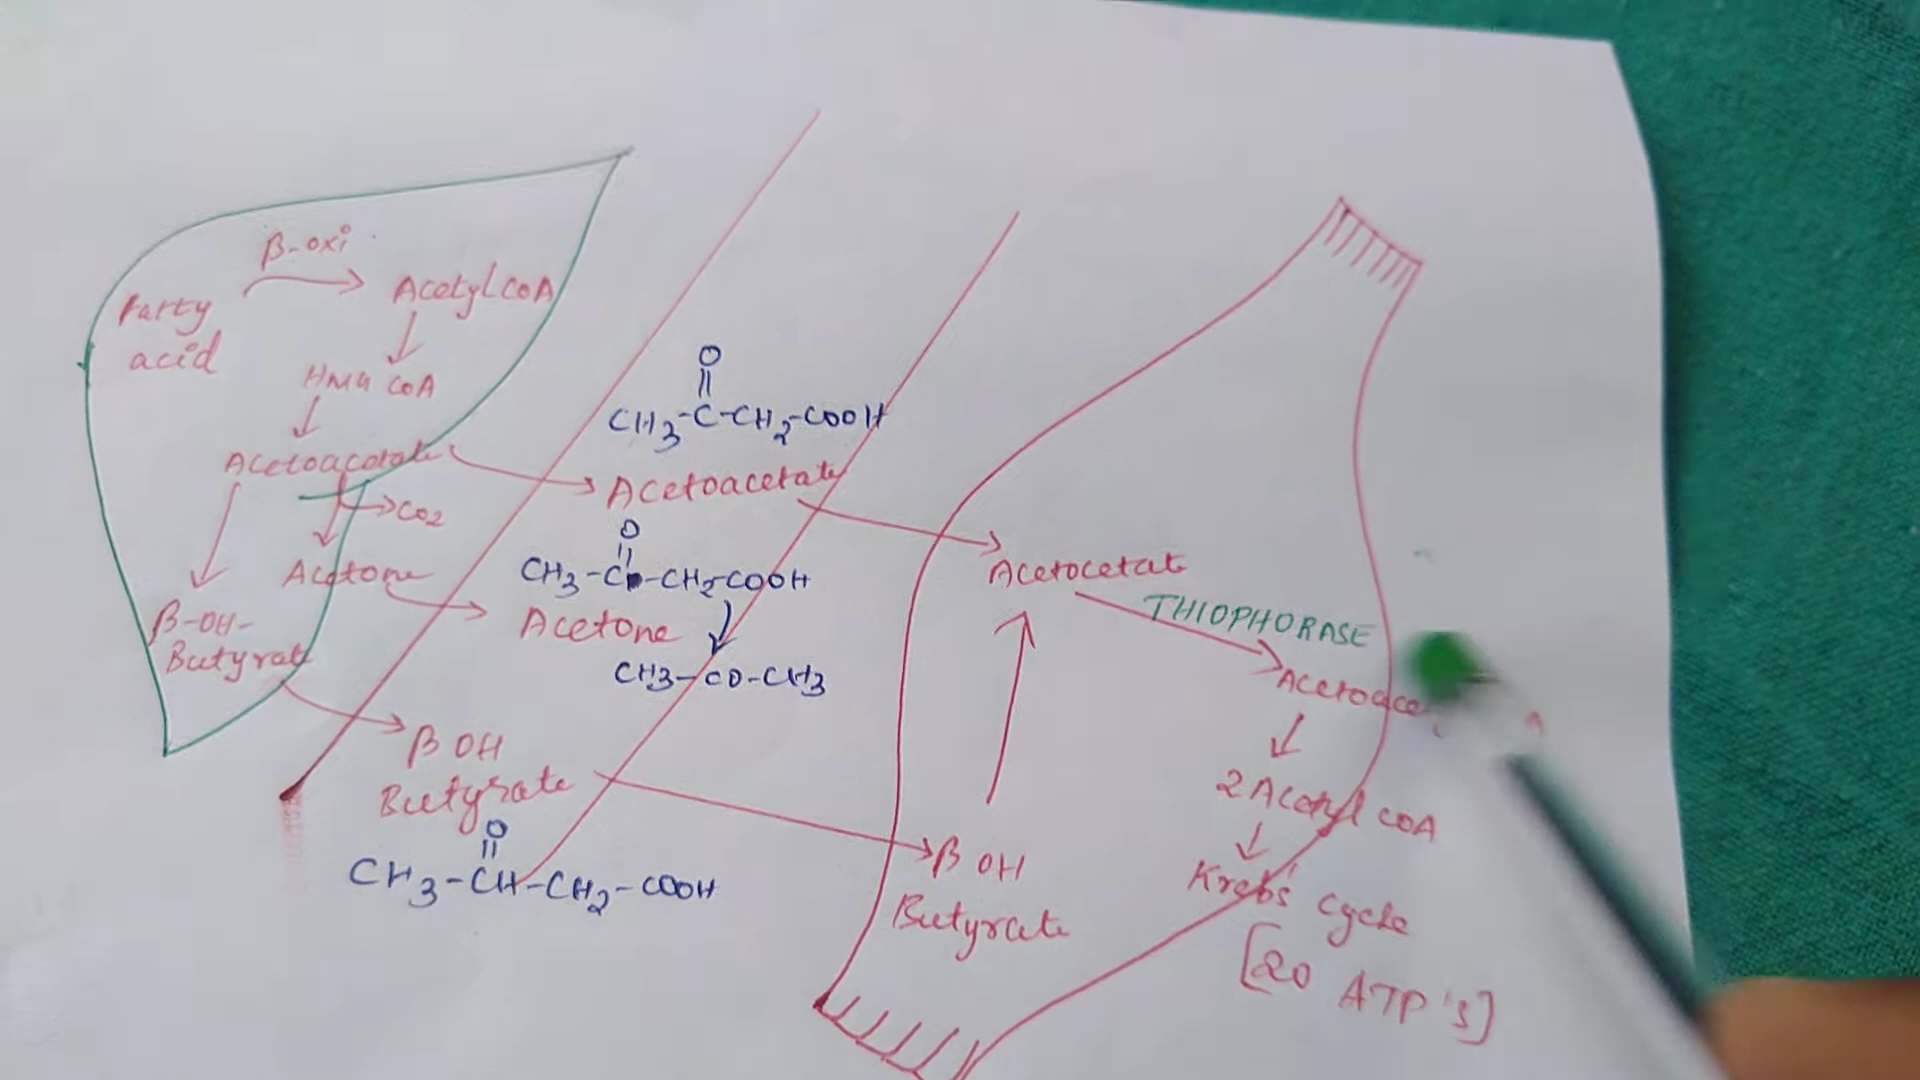 β-oxi
Fatty
acid
Acetyl CoA
HMG CoA
Acetoacetate
CO2
Acetone
β-OH-
Butyrat
O
||
CH3-C-CH2-COOH
Acetoacetate
O
||
CH3-C-CH2-COOH
Acetone
CH3-CO-CH3
β OH
Butyrate
O
||
CH3-CH-CH2-COOH
Acetocetat
THIOPHORASE
2 Acetyl COA
Krebs' cycle
[20 ATP's]
β OH
Butyrate